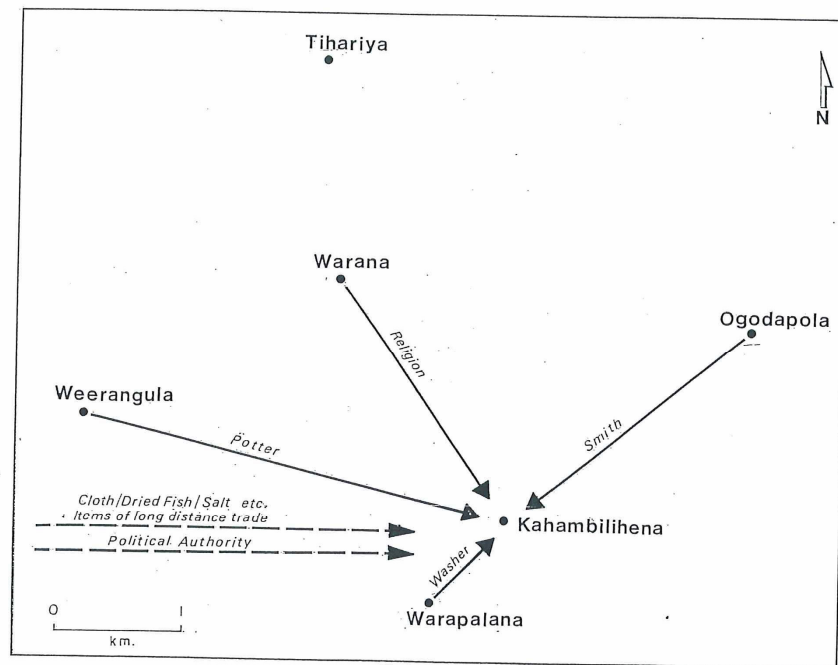 Tihariya
N
Warana
Ogodapola
Religion
Weerangula
Smith
Potter
Cloth/Dried Fish/Salt etc.
Items of long distance trade
Kahambilihena
Political Authority
Washer
Warapalana
0 1
km.